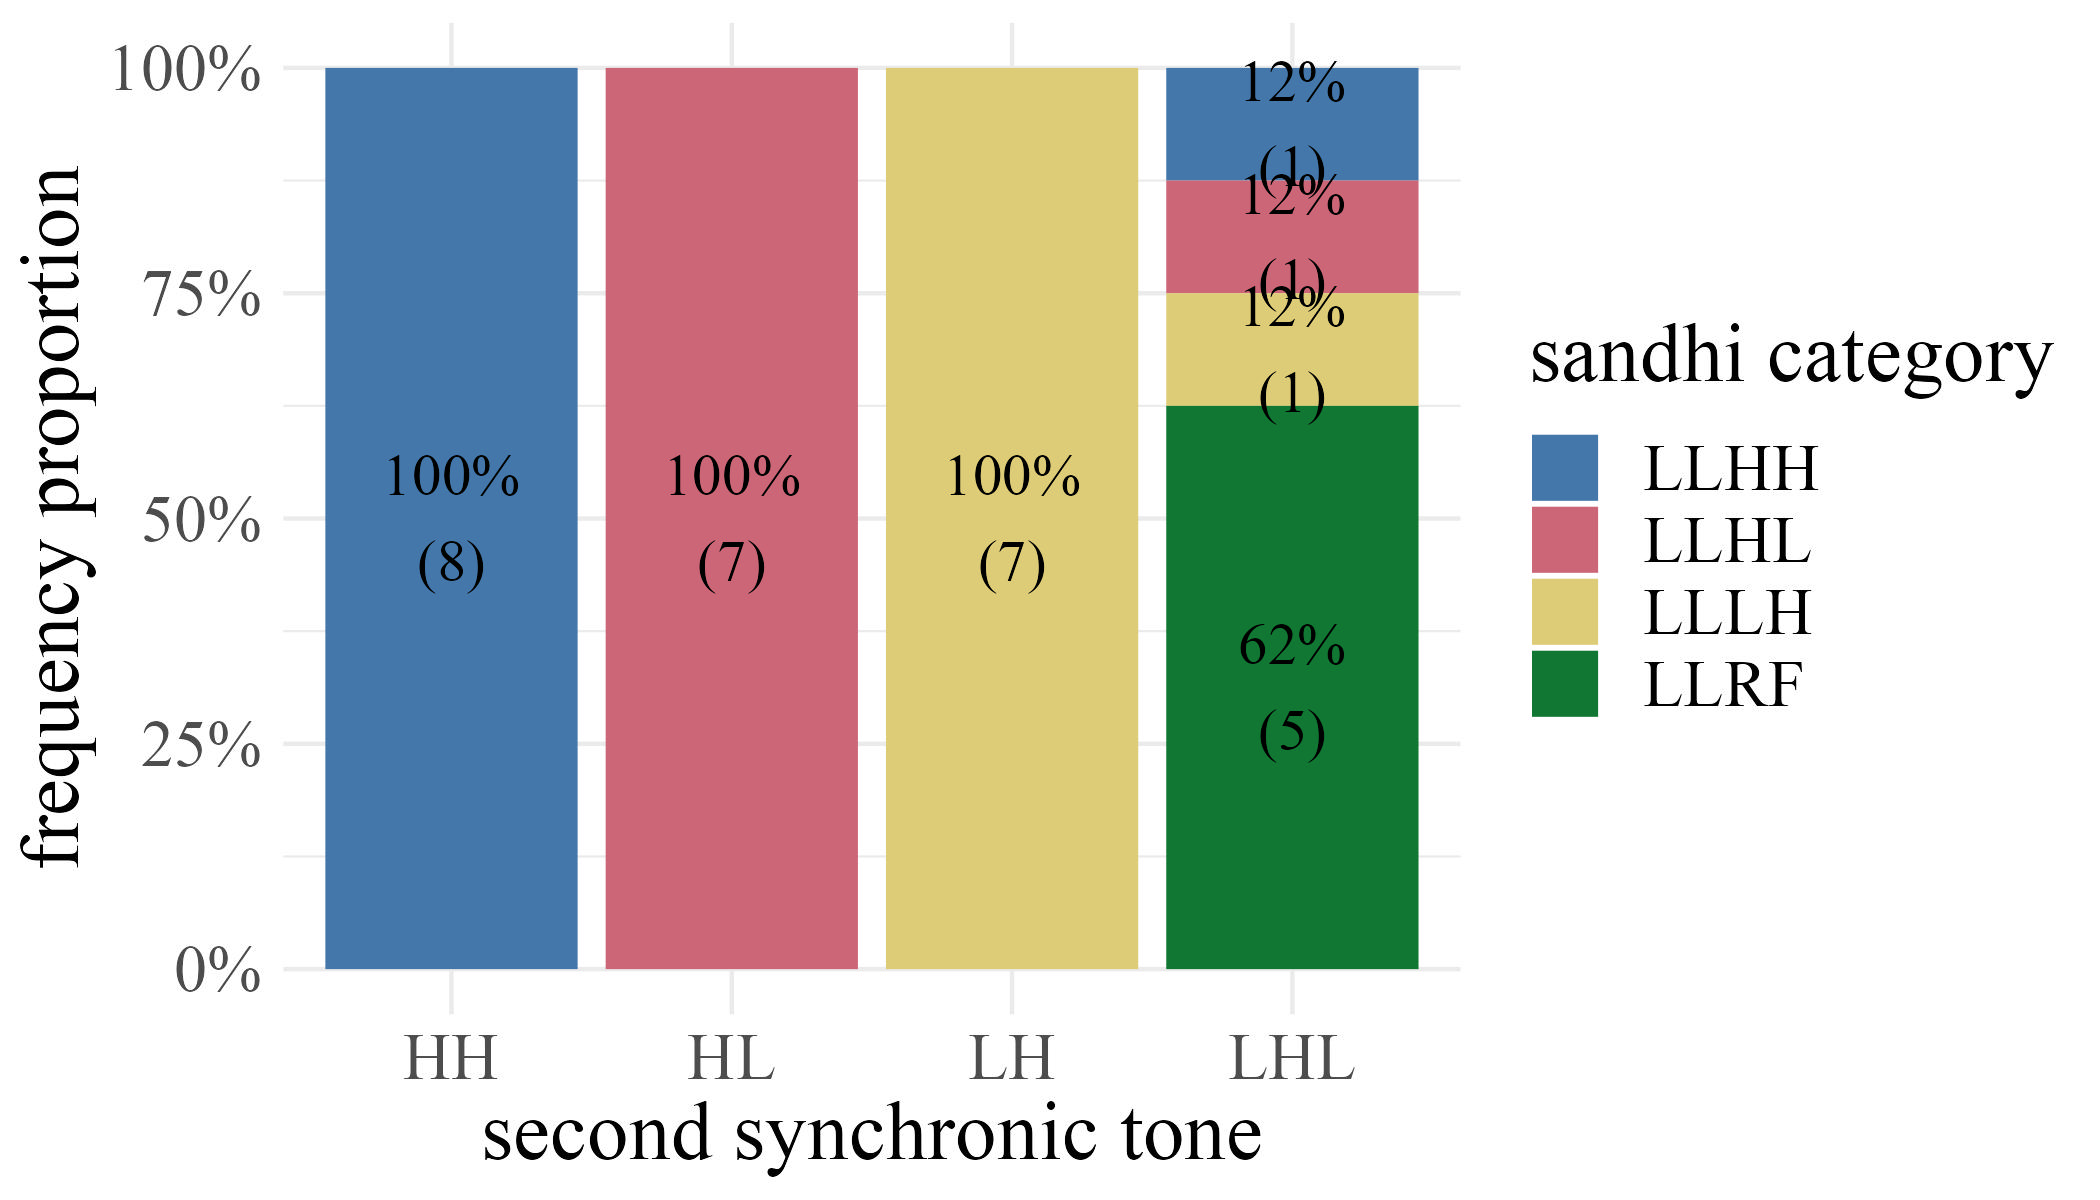 100%
75%
50%
25%
0%
frequency proportion
100%
(8)
100%
(7)
100%
(7)
12%
(1)
12%
(1)
12%
(1)
62%
(5)
HH
HL
LH
LHL
second synchronic tone
sandhi category
LLHH
LLHL
LLLH
LLRF